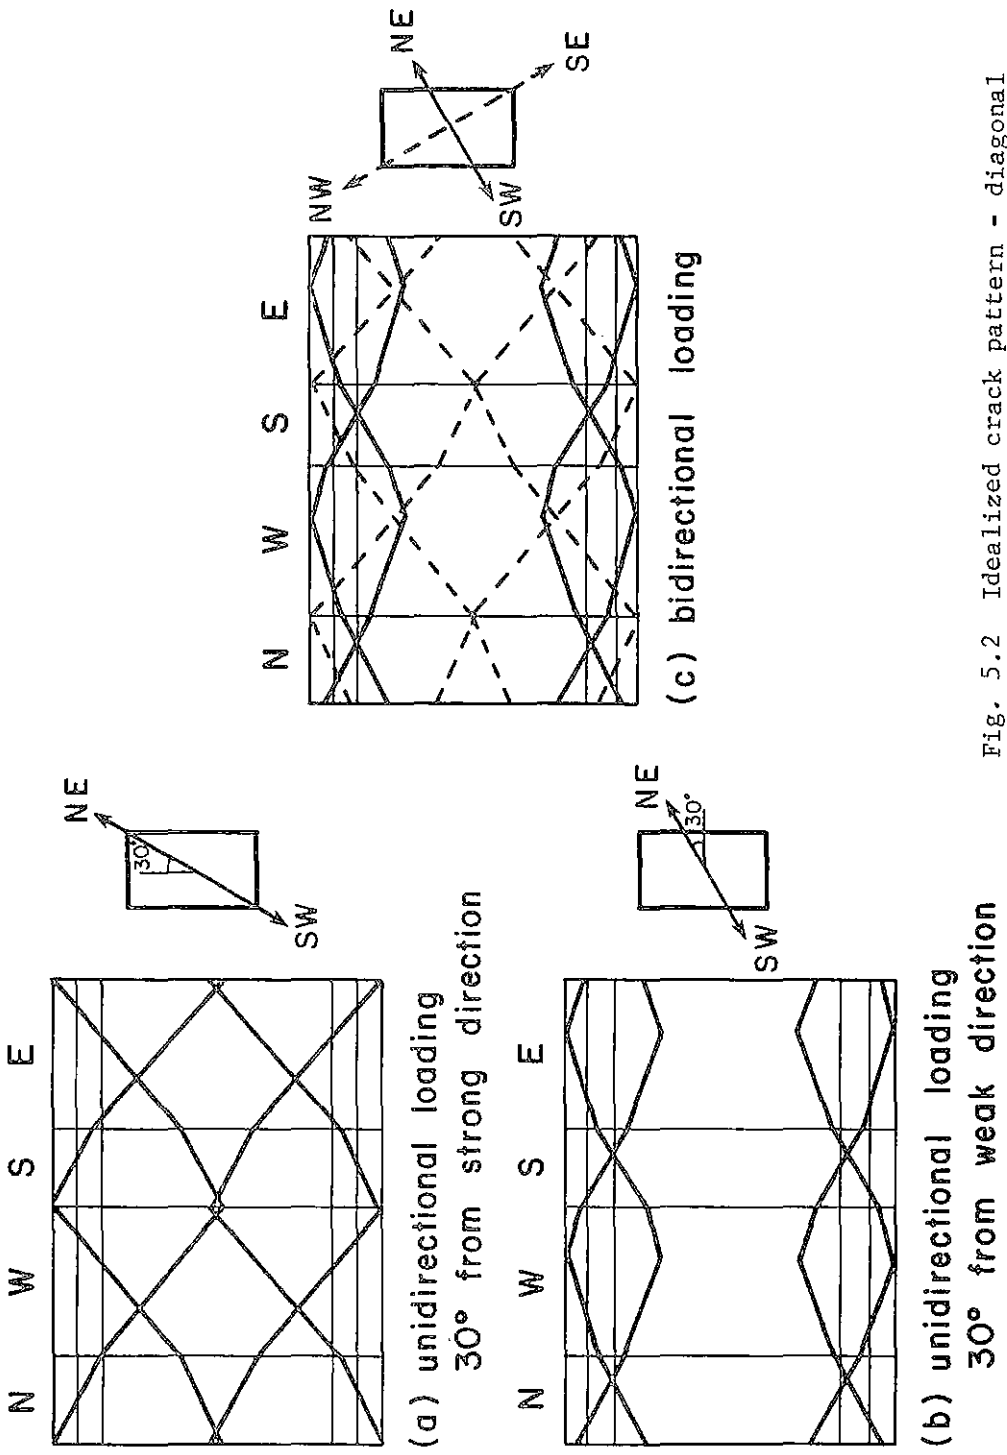 N W S E
NE
30°
SW
(a) unidirectional loading
30° from strong direction
N W S E
NE
30°
SW
(b) unidirectional loading
30° from weak direction
N W S E
NW
NE
SW
SE
(c) bidirectional loading
Fig. 5.2 Idealized crack pattern - diagonal